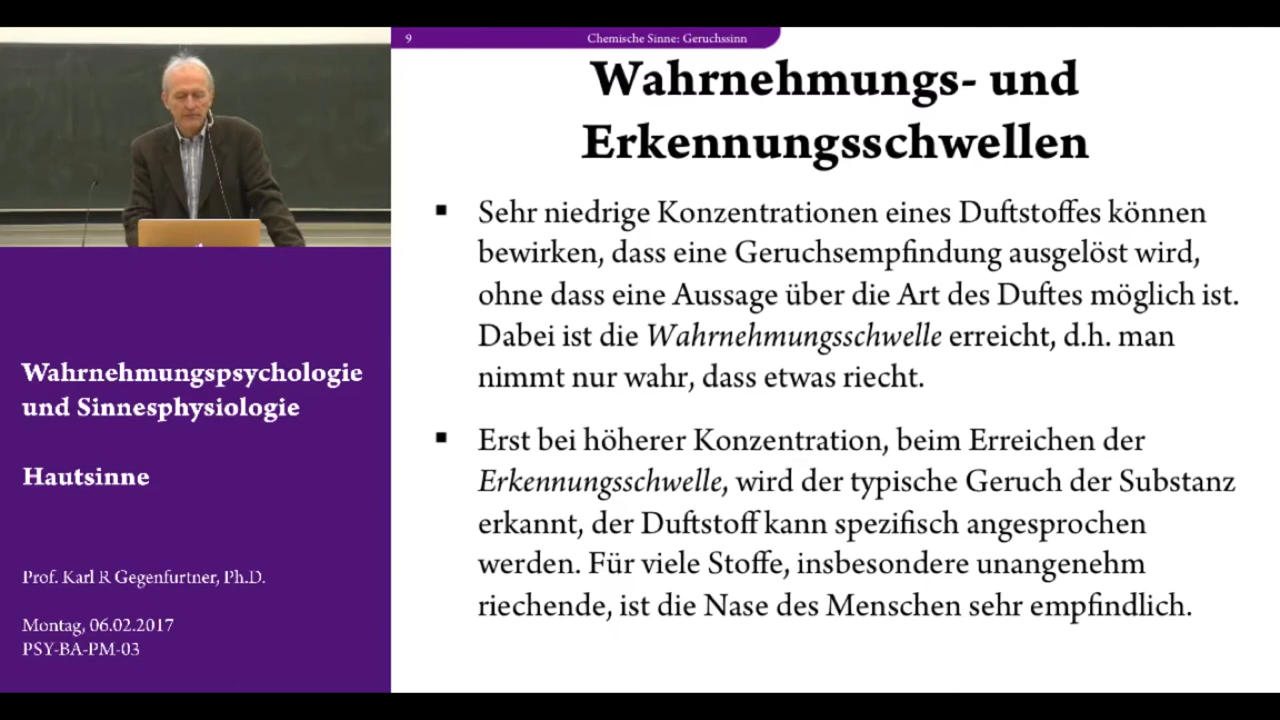 9
Chemische Sinne: Geruchssinn
Wahrnehmungs- und
Erkennungsschwellen
▪ Sehr niedrige Konzentrationen eines Duftstoffes können
bewirken, dass eine Geruchsempfindung ausgelöst wird,
ohne dass eine Aussage über die Art des Duftes möglich ist.
Dabei ist die Wahrnehmungsschwelle erreicht, d.h. man
nimmt nur wahr, dass etwas riecht.
▪ Erst bei höherer Konzentration, beim Erreichen der
Erkennungsschwelle, wird der typische Geruch der Substanz
erkannt, der Duftstoff kann spezifisch angesprochen
werden. Für viele Stoffe, insbesondere unangenehm
riechende, ist die Nase des Menschen sehr empfindlich.
Wahrnehmungspsychologie
und Sinnesphysiologie
Hautsinne
Prof. Karl R Gegenfurtner, Ph.D.
Montag, 06.02.2017
PSY-BA-PM-03